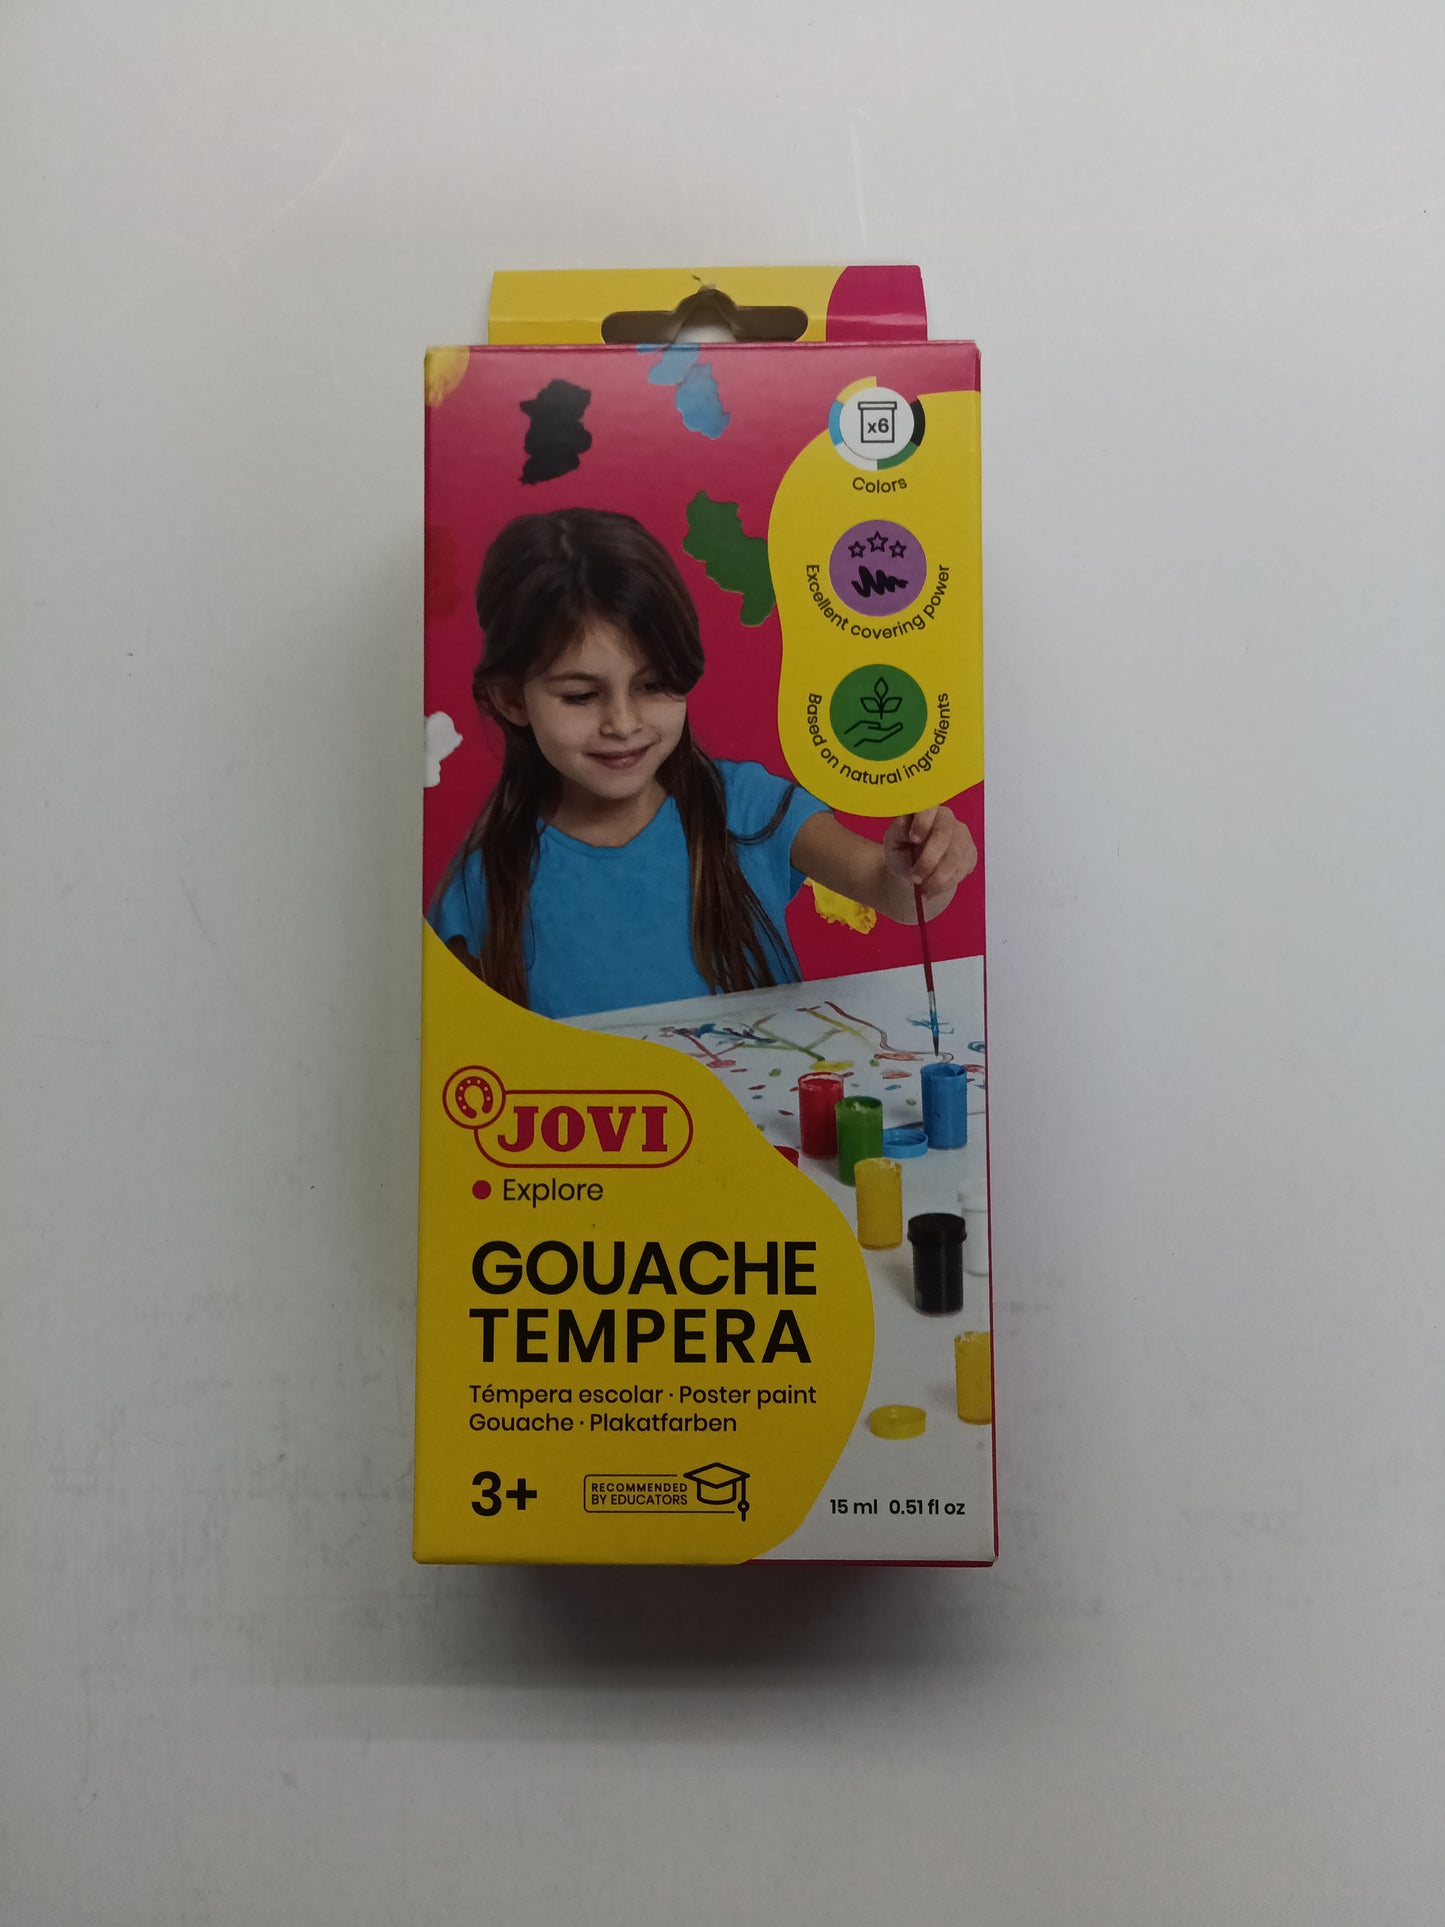 x6
Colors
Excellent covering power
Based on natural ingredients
JOVI
Explore
GOUACHE
TEMPERA
Témpera escolar · Poster paint
Gouache · Plakatfarben
3+
RECOMMENDED
BY EDUCATORS
15 ml 0.51 fl oz